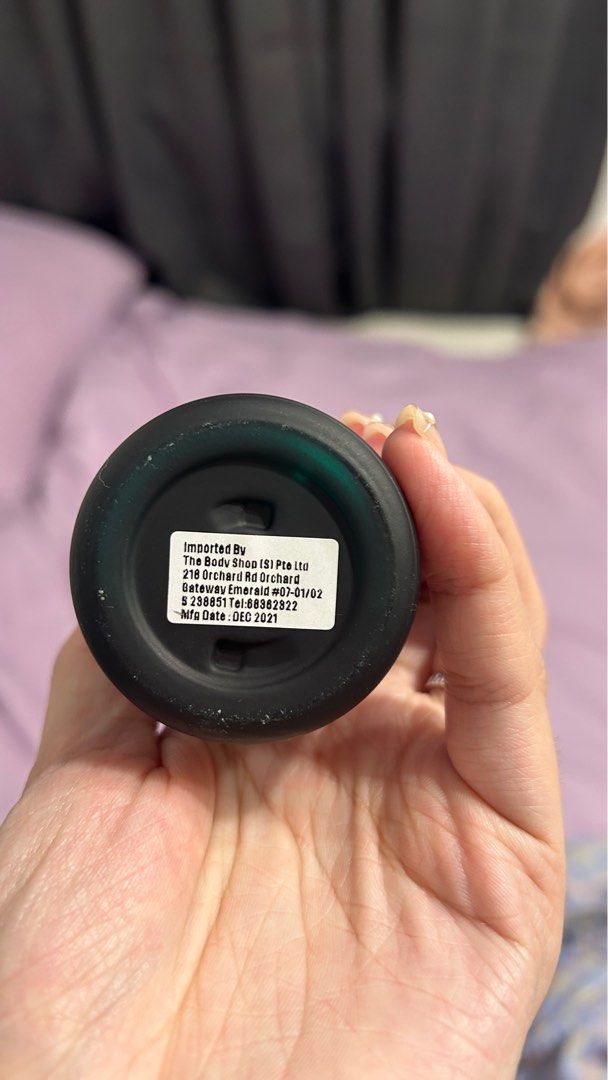 Imported By
The Body Shop (S) Pte Ltd
218 Orchard Rd Orchard
Gateway Emerald #07-01/02
S 238851 Tel:68362322
Mfg Date : DEC 2021